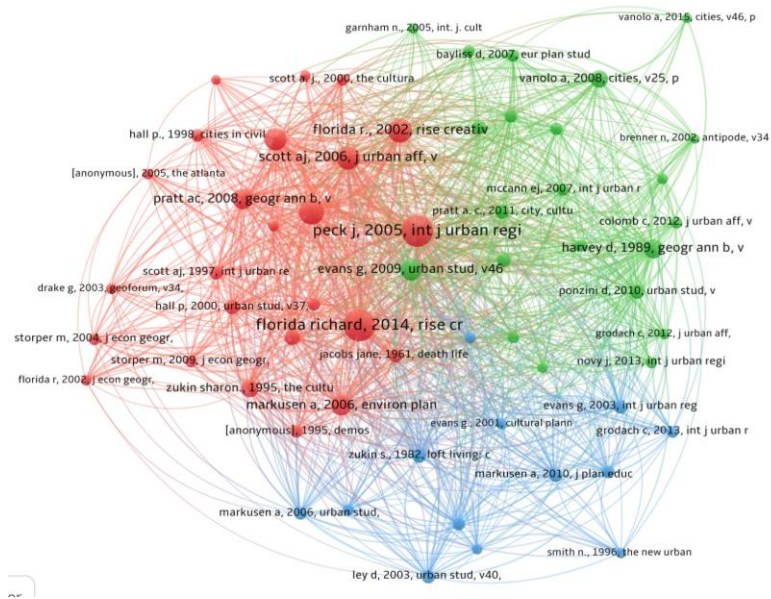 vanolo a, 2015, cities, v46, p
garnham n., 2005, int. j. cult
bayliss d, 2007, eur plan stud
scott a. j., 2000, the cultura
vanolo a, 2008, cities, v25, p
hall p., 1998, cities in civil
florida r., 2002, rise creativ
brenner n, 2002, antipode, v34
scott aj, 2006, j urban aff, v
[anonymous], 2005, the atlanta
mccann ej, 2007, int j urban r
pratt ac, 2008, geogr ann b, v
pratt a. c., 2011, city, cultu
colomb c, 2012, j urban aff, v
peck j, 2005, int j urban regi
harvey d, 1989, geogr ann b, v
scott aj, 1997, int j urban re
evans g, 2009, urban stud, v46
drake g, 2003, geoforum, v34,
ponzini d, 2010, urban stud, v
hall p, 2000, urban stud, v37,
florida richard, 2014, rise cr
grodach c, 2012, j urban aff,
storper m, 2004, j econ geogr,
jacobs jane, 1961, death life
storper m, 2009, j econ geogr,
novy j, 2013, int j urban regi
florida r, 2002, j econ geogr,
zukin sharon., 1995, the cultu
markusen a, 2006, environ plan
evans g, 2003, int j urban reg
evans g., 2001, cultural plann
[anonymous], 1995, demos
grodach c, 2013, int j urban r
zukin s., 1982, loft living: c
markusen a, 2010, j plan educ
markusen a, 2006, urban stud,
smith n., 1996, the new urban
ley d, 2003, urban stud, v40,